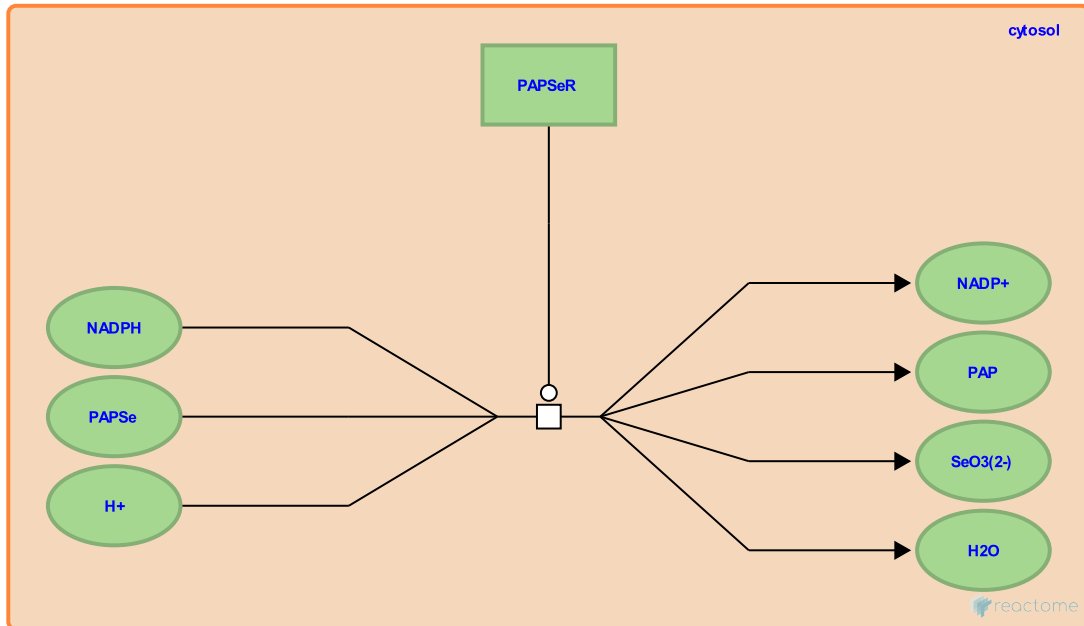 cytosol
PAPSeR
NADPH
PAPSe
H+
NADP+
PAP
SeO3(2-)
H2O
reactome